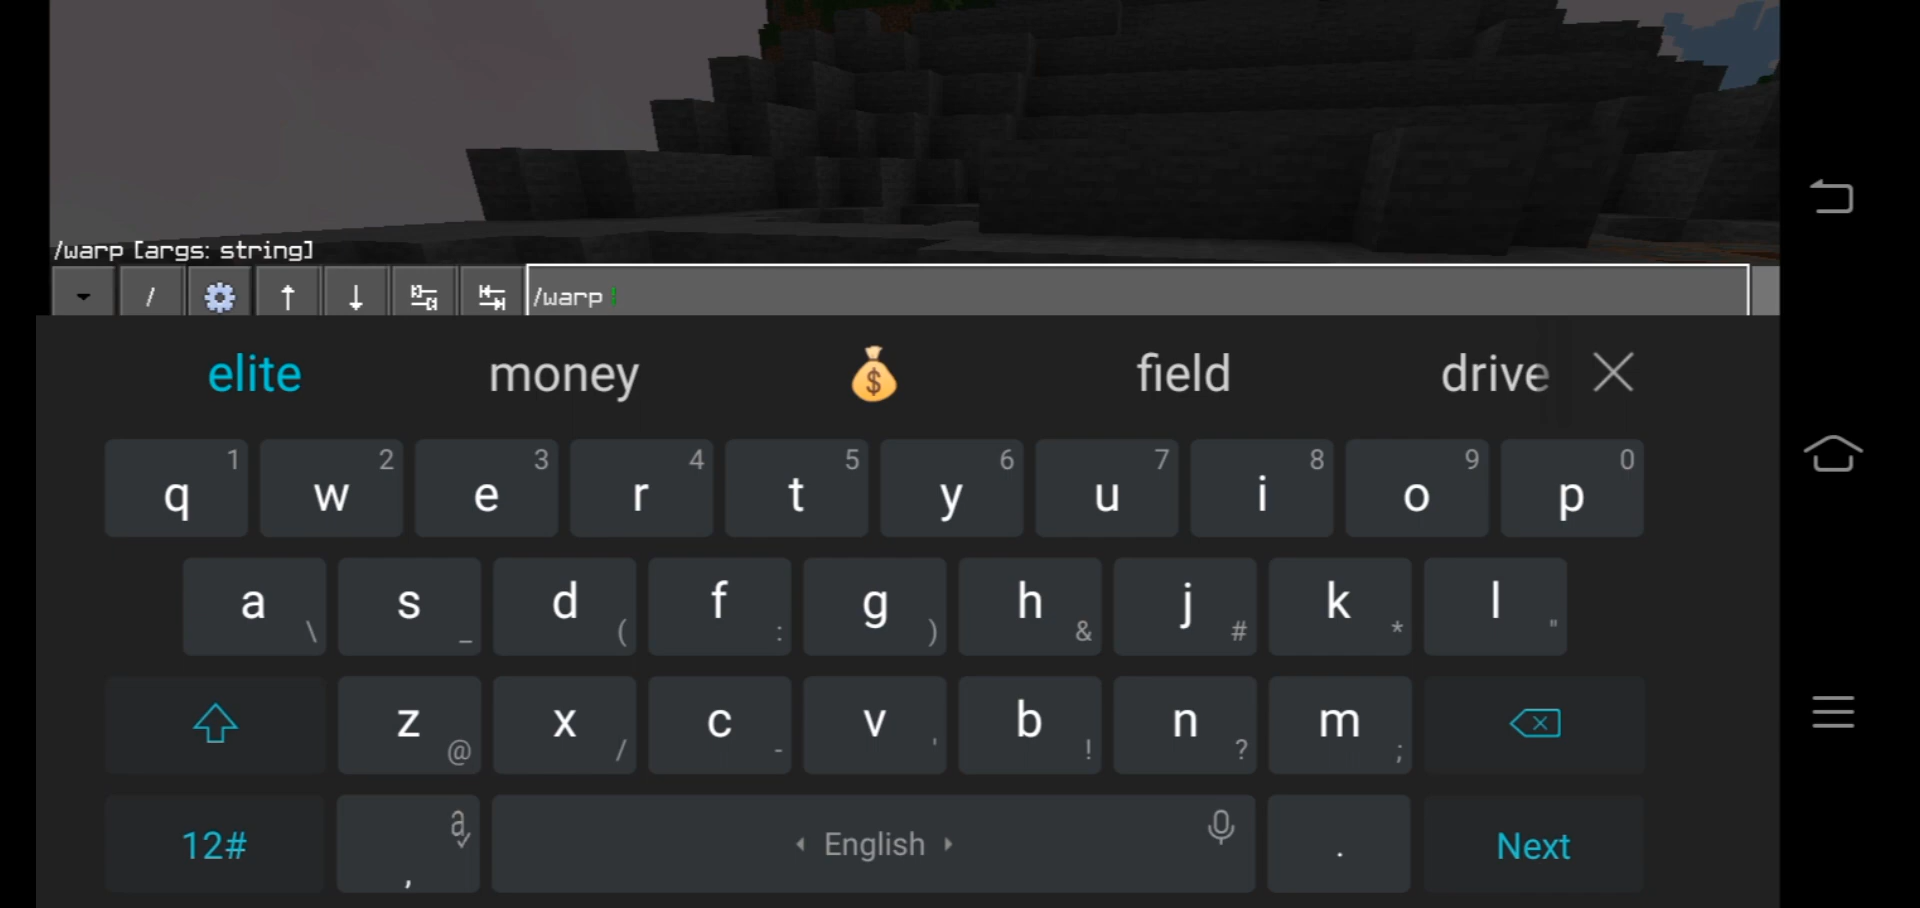 /warp [args: string]
/ /warp
elite money field drive
q 1 w 2 e 3 r 4 t 5 y 6 u 7 i 8 o 9 p 0
a \ s _ d ( f : g ) h & j # k * l "
z @ x / c - v ' b ! n ? m ;
12# , a English . Next